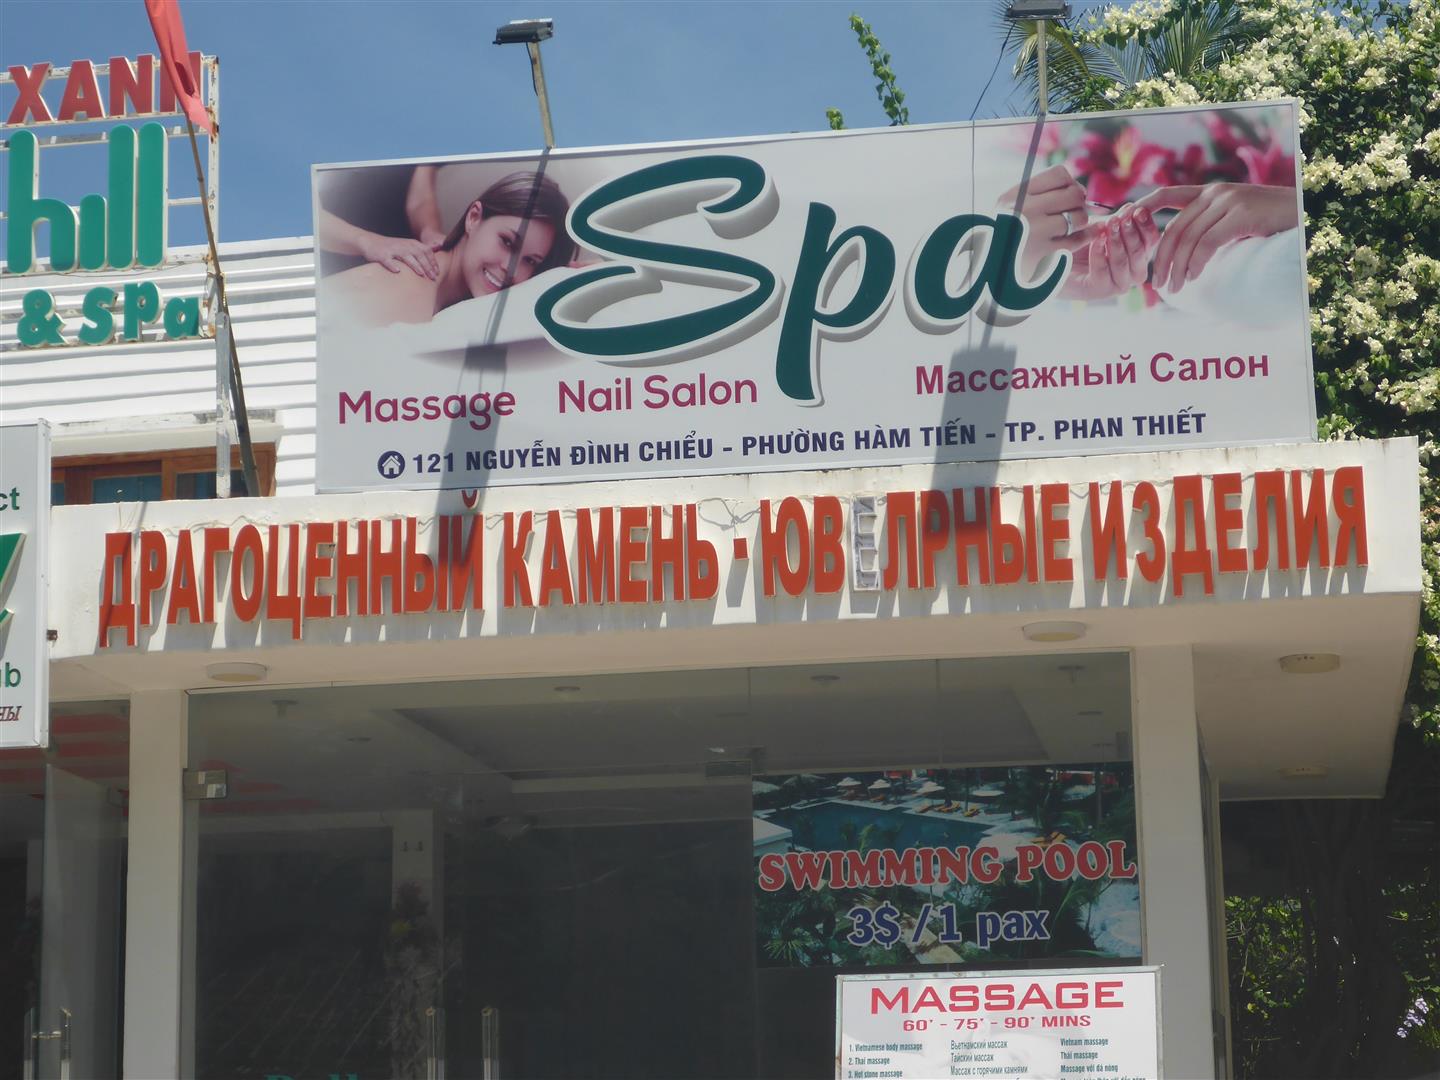 XANH
hill
& spa
Spa
Massage Nail Salon Массажный Салон
121 NGUYỄN ĐÌNH CHIỂU - PHƯỜNG HÀM TIẾN - TP. PHAN THIẾT
ДРАГОЦЕННЫЙ КАМЕНЬ - ЮВЕЛРНЫЕ ИЗДЕЛИЯ
SWIMMING POOL
3$ / 1 pax
MASSAGE
60' - 75' - 90' MINS
1. Vietnamese body massage Вьетнамский массаж Vietnam massage
2. Thai massage Тайский массаж Thái massage
3. Hot stone massage Массаж с горячими камнями Massage với đá nóng